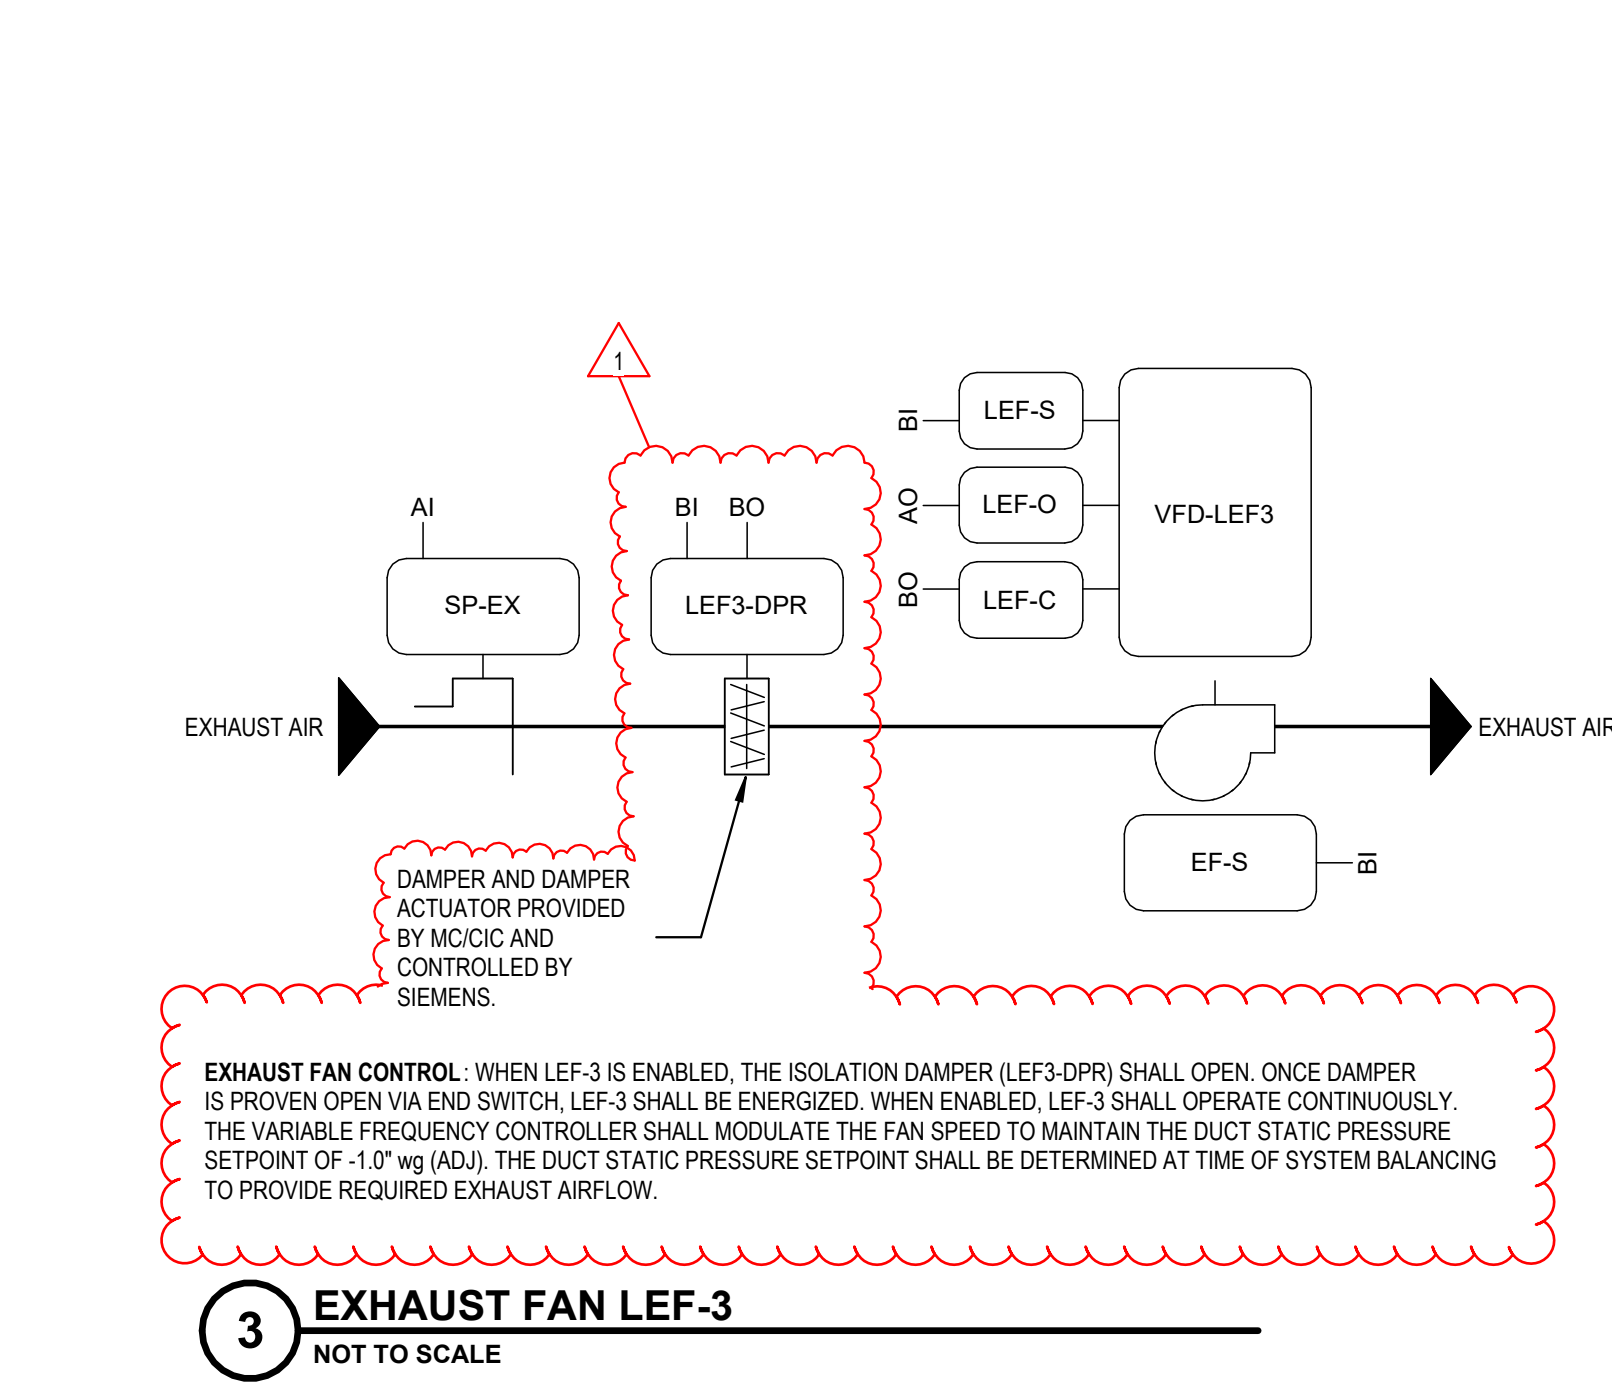 1
BI
LEF-S
AO
LEF-O
BO
LEF-C
VFD-LEF3
AI
BI BO
SP-EX
LEF3-DPR
EXHAUST AIR
EXHAUST AIR
EF-S
BI
DAMPER AND DAMPER
ACTUATOR PROVIDED
BY MC/CIC AND
CONTROLLED BY
SIEMENS.
EXHAUST FAN CONTROL: WHEN LEF-3 IS ENABLED, THE ISOLATION DAMPER (LEF3-DPR) SHALL OPEN. ONCE DAMPER
IS PROVEN OPEN VIA END SWITCH, LEF-3 SHALL BE ENERGIZED. WHEN ENABLED, LEF-3 SHALL OPERATE CONTINUOUSLY.
THE VARIABLE FREQUENCY CONTROLLER SHALL MODULATE THE FAN SPEED TO MAINTAIN THE DUCT STATIC PRESSURE
SETPOINT OF -1.0" wg (ADJ). THE DUCT STATIC PRESSURE SETPOINT SHALL BE DETERMINED AT TIME OF SYSTEM BALANCING
TO PROVIDE REQUIRED EXHAUST AIRFLOW.
3
EXHAUST FAN LEF-3
NOT TO SCALE